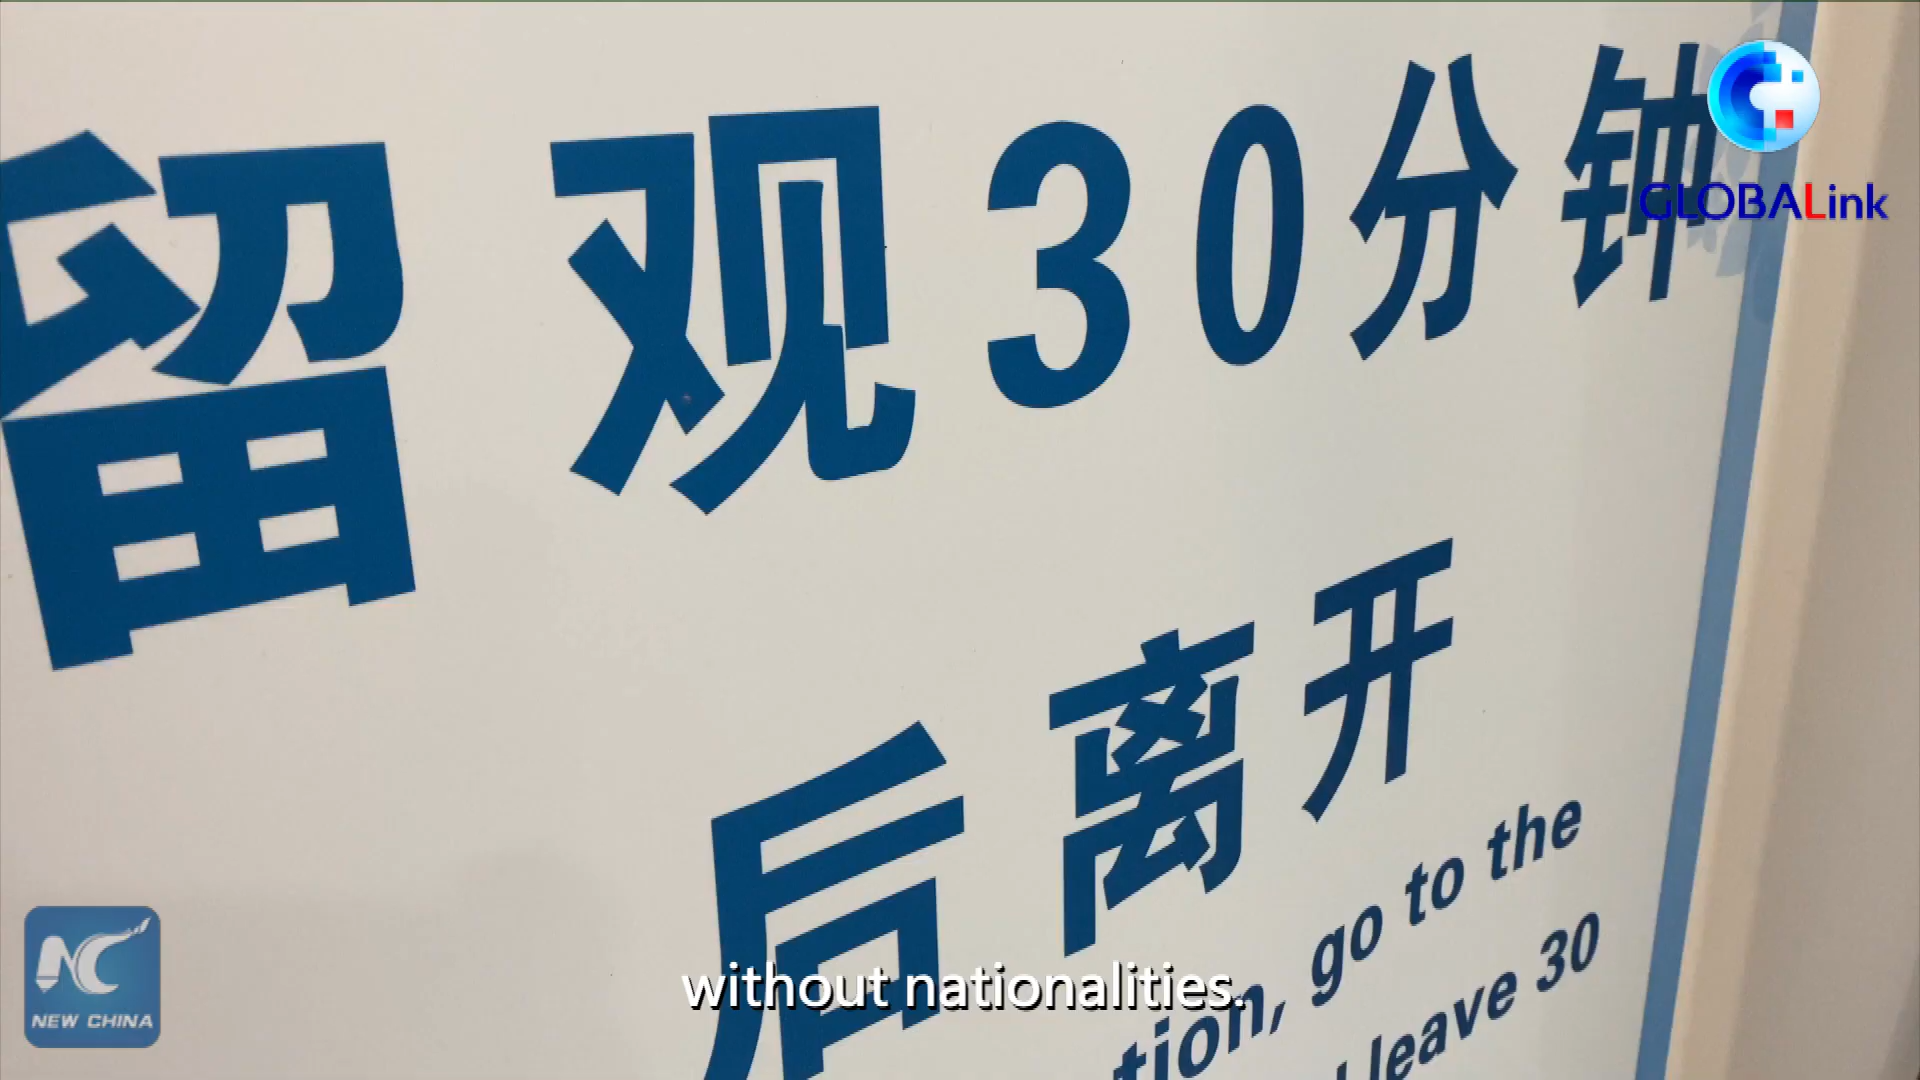 留观30分钟
GLOBALink
后离开
go to the
leave 30
without nationalities.
NC
NEW CHINA